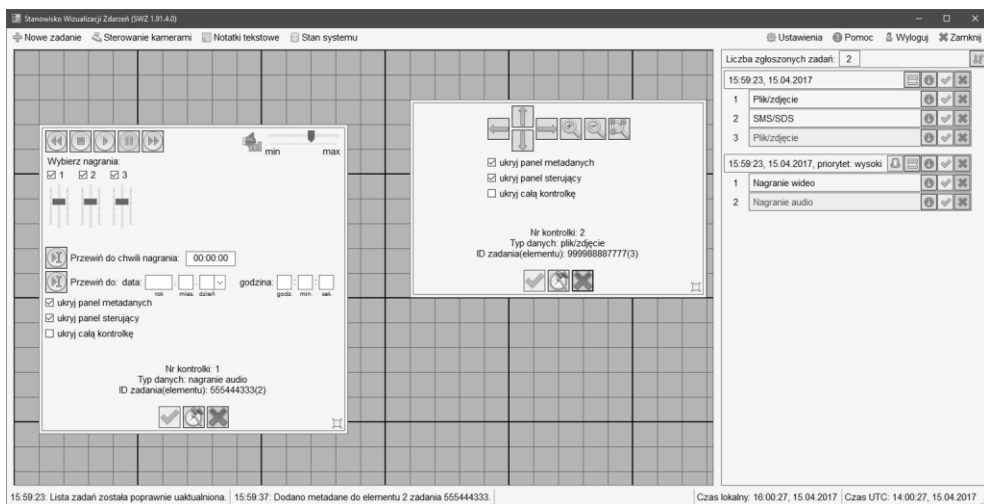 Stanowisko Wizualizacji Zdarzeń (SWZ 1.91.4.0)
Nowe zadanie Sterowanie kamerami Notatki tekstowe Stan systemu Ustawienia Pomoc Wyloguj Zamknij
min max
Wybierz nagrania:
1 2 3
Przewiń do chwili nagrania: 00:00:00
Przewiń do: data: . . godzina: : :
rok mies. dzień godz. min. sek.
ukryj panel metadanych
ukryj panel sterujący
ukryj całą kontrolkę
Nr kontrolki: 1
Typ danych: nagranie audio
ID zadania(elementu): 555444333(2)
ukryj panel metadanych
ukryj panel sterujący
ukryj całą kontrolkę
Nr kontrolki: 2
Typ danych: plik/zdjęcie
ID zadania(elementu): 999988887777(3)
Liczba zgłoszonych zadań: 2
15:59:23, 15.04.2017
1 Plik/zdjęcie
2 SMS/SDS
3 Plik/zdjęcie
15:59:23, 15.04.2017, priorytet: wysoki
1 Nagranie wideo
2 Nagranie audio
15:59:23: Lista zadań została poprawnie uaktualniona. 15:59:37: Dodano metadane do elementu 2 zadania 555444333. Czas lokalny: 16:00:27, 15.04.2017 Czas UTC: 14:00:27, 15.04.2017